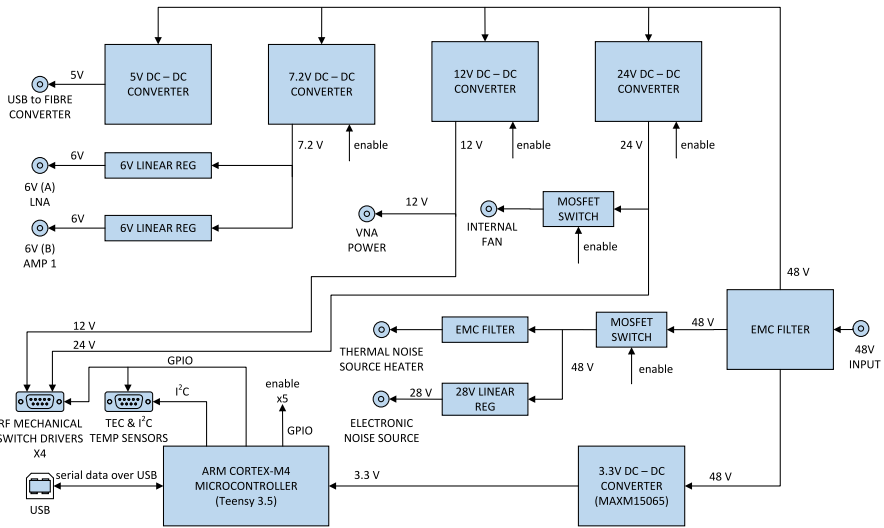 5V DC – DC
CONVERTER
7.2V DC – DC
CONVERTER
12V DC – DC
CONVERTER
24V DC – DC
CONVERTER
5V
USB to FIBRE
CONVERTER
7.2 V
enable
12 V
enable
24 V
enable
6V
6V LINEAR REG
6V (A)
LNA
6V
6V LINEAR REG
6V (B)
AMP 1
12 V
VNA
POWER
INTERNAL
FAN
MOSFET
SWITCH
enable
48 V
12 V
24 V
THERMAL NOISE
SOURCE HEATER
EMC FILTER
MOSFET
SWITCH
48 V
EMC FILTER
48V
INPUT
48 V
enable
GPIO
I²C
enable
x5
GPIO
28 V
28V LINEAR
REG
ELECTRONIC
NOISE SOURCE
RF MECHANICAL
SWITCH DRIVERS
X4
TEC & I²C
TEMP SENSORS
serial data over USB
USB
ARM CORTEX-M4
MICROCONTROLLER
(Teensy 3.5)
3.3 V
3.3V DC – DC
CONVERTER
(MAXM15065)
48 V